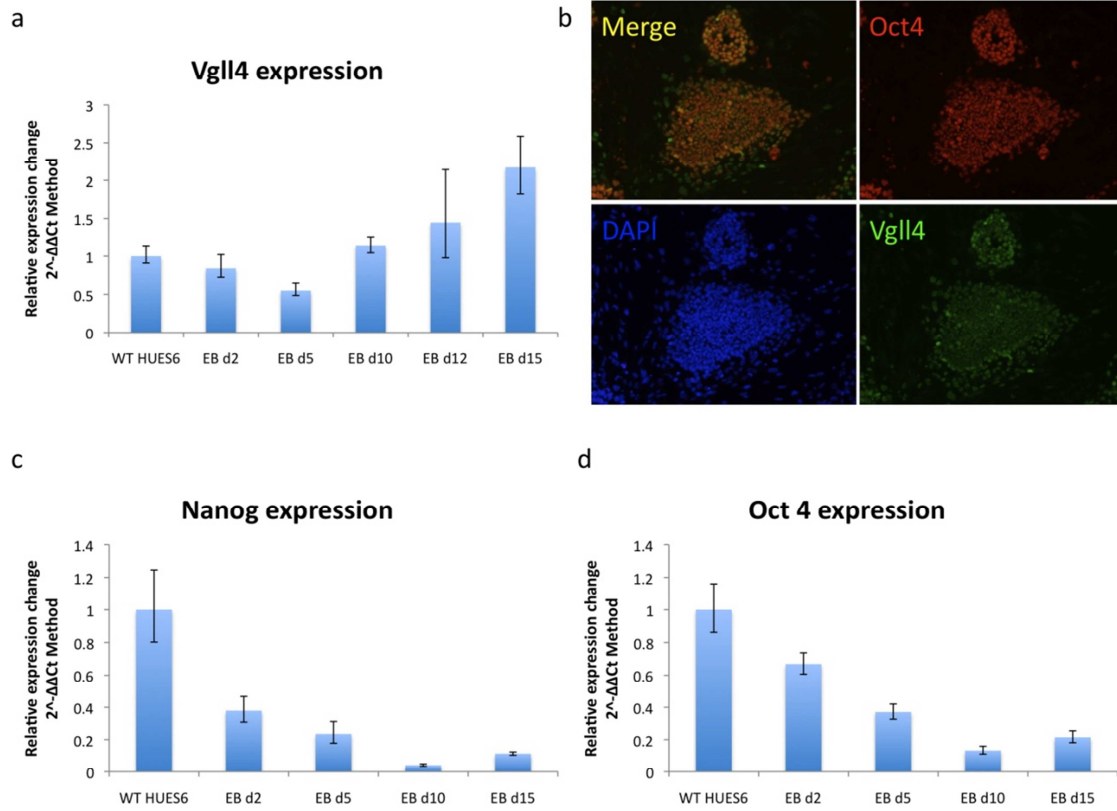 a
Vgll4 expression
Relative expression change
2^-ΔΔCt Method
3
2.5
2
1.5
1
0.5
0
WT HUES6 EB d2 EB d5 EB d10 EB d12 EB d15
b
Merge
Oct4
DAPI
Vgll4
c
Nanog expression
Relative expression change
2^-ΔΔCt Method
1.4
1.2
1
0.8
0.6
0.4
0.2
0
WT HUES6 EB d2 EB d5 EB d10 EB d15
d
Oct 4 expression
Relative expression change
2^-ΔΔCt Method
1.4
1.2
1
0.8
0.6
0.4
0.2
0
WT HUES6 EB d2 EB d5 EB d10 EB d15